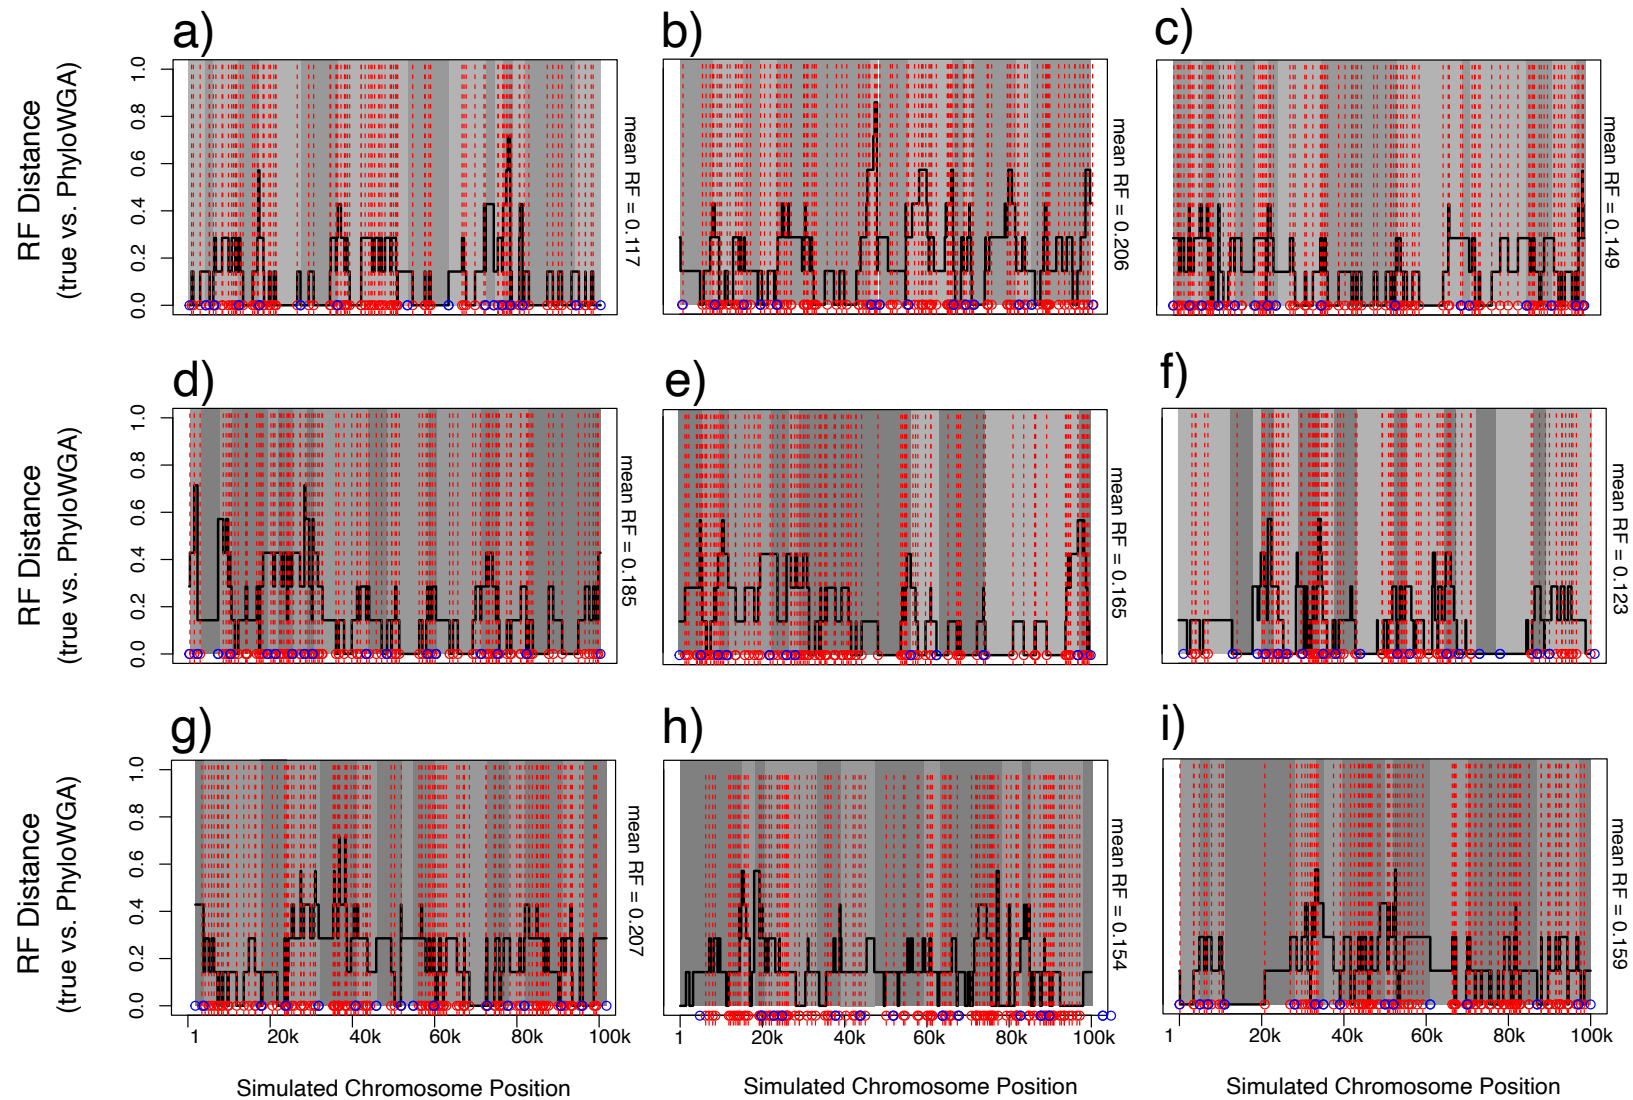 a)
b)
c)
RF Distance
(true vs. PhyloWGA)
0.0 0.2 0.4 0.6 0.8 1.0
mean RF = 0.117
mean RF = 0.206
mean RF = 0.149
d)
e)
f)
RF Distance
(true vs. PhyloWGA)
0.0 0.2 0.4 0.6 0.8 1.0
mean RF = 0.185
mean RF = 0.165
mean RF = 0.123
g)
h)
i)
RF Distance
(true vs. PhyloWGA)
0.0 0.2 0.4 0.6 0.8 1.0
mean RF = 0.207
mean RF = 0.154
mean RF = 0.159
1 20k 40k 60k 80k 100k
1 20k 40k 60k 80k 100k
1 20k 40k 60k 80k 100k
Simulated Chromosome Position
Simulated Chromosome Position
Simulated Chromosome Position